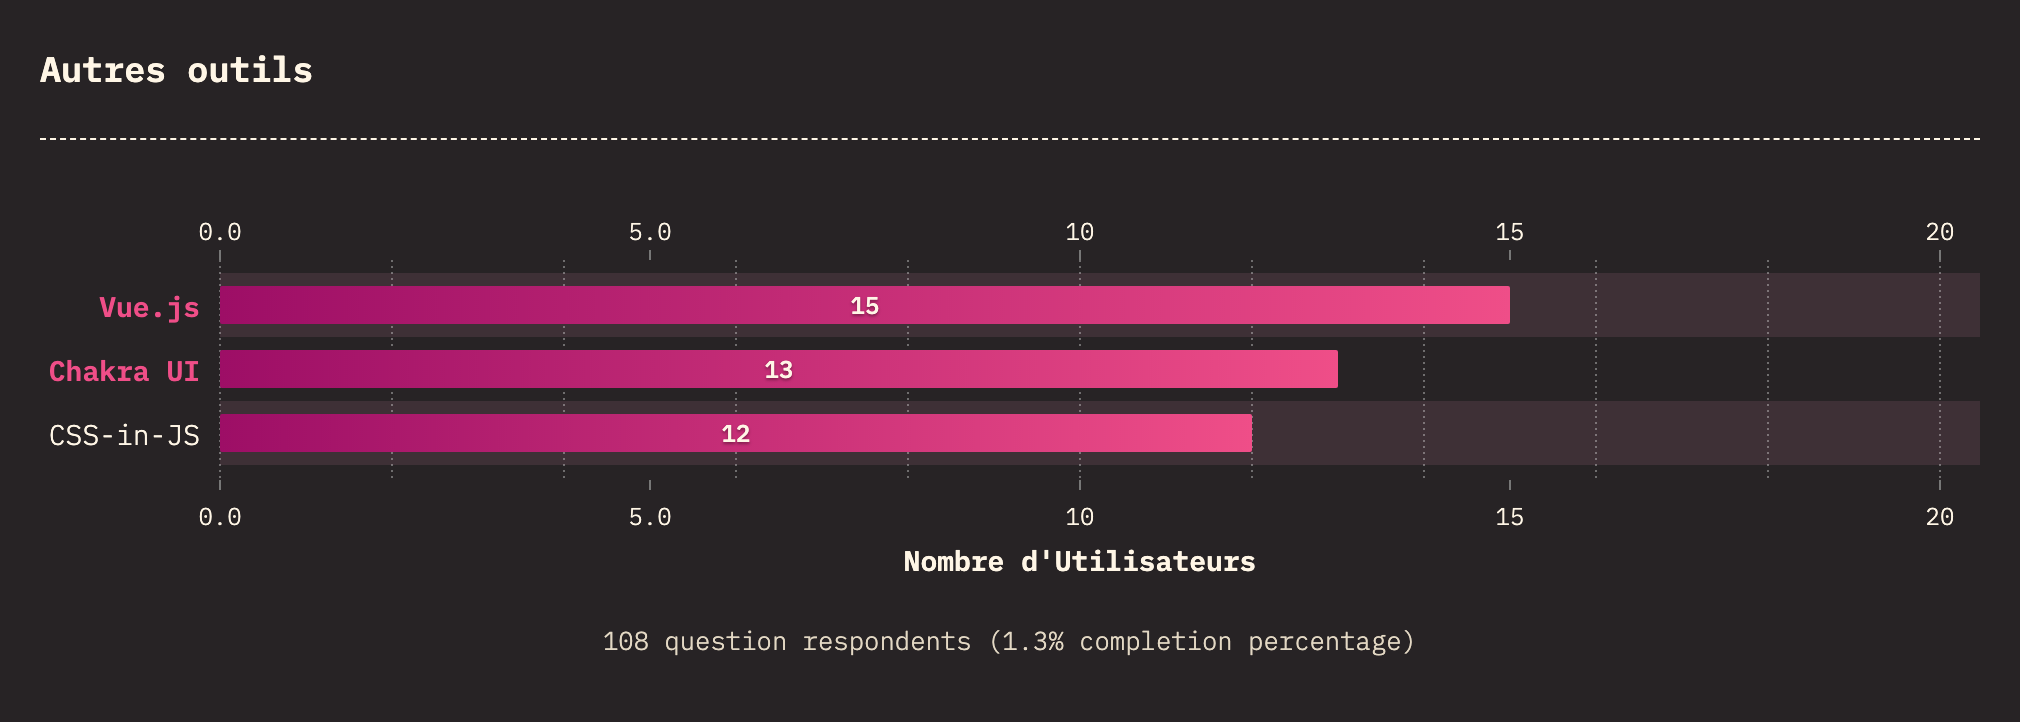 Autres outils
0.0 5.0 10 15 20
Vue.js 15
Chakra UI 13
CSS-in-JS 12
0.0 5.0 10 15 20
Nombre d'Utilisateurs
108 question respondents (1.3% completion percentage)